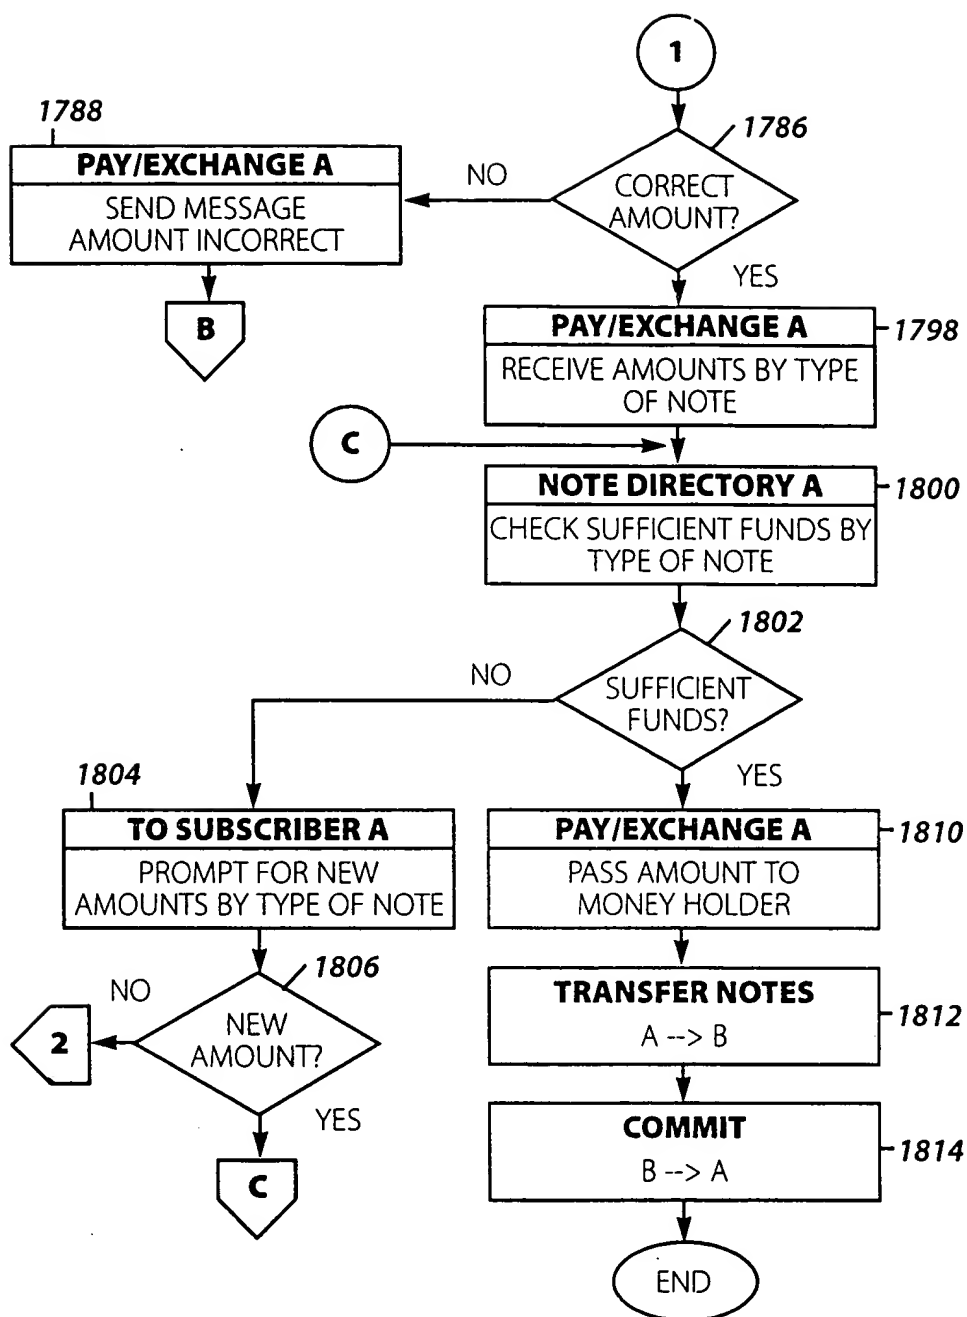 1
1788
1786
PAY/EXCHANGE A
NO
CORRECT
AMOUNT?
SEND MESSAGE
AMOUNT INCORRECT
YES
B
PAY/EXCHANGE A
1798
RECEIVE AMOUNTS BY TYPE
OF NOTE
C
NOTE DIRECTORY A
1800
CHECK SUFFICIENT FUNDS BY
TYPE OF NOTE
1802
NO
SUFFICIENT
FUNDS?
YES
1804
TO SUBSCRIBER A
PROMPT FOR NEW
AMOUNTS BY TYPE OF NOTE
PAY/EXCHANGE A
1810
PASS AMOUNT TO
MONEY HOLDER
1806
NO
2
NEW
AMOUNT?
YES
C
TRANSFER NOTES
1812
A --> B
COMMIT
1814
B --> A
END